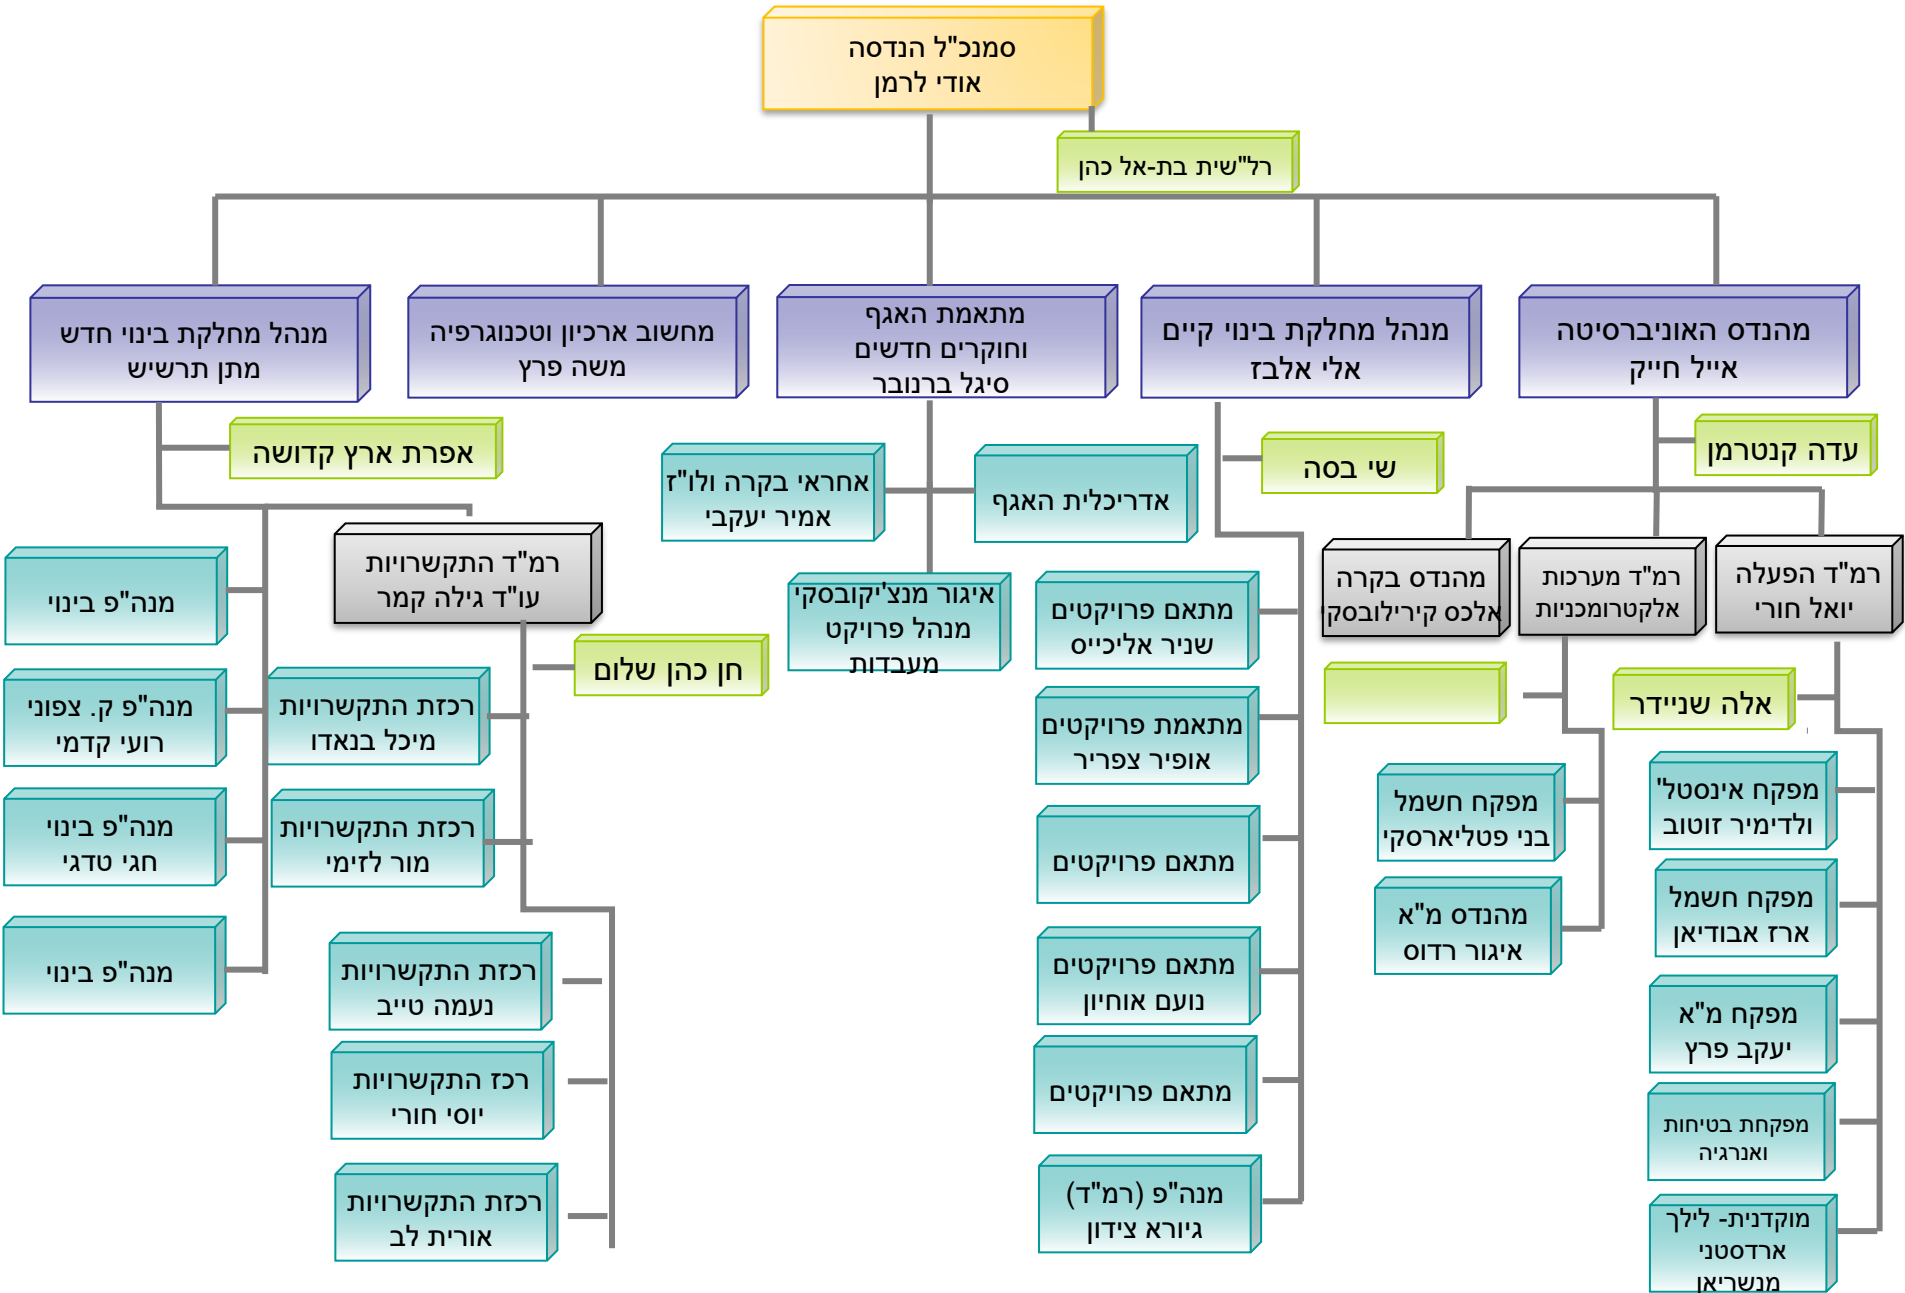 סמנכ"ל הנדסה
אודי לרמן
רל"שית בת-אל כהן
מהנדס האוניברסיטה
אייל חייק
מנהל מחלקת בינוי קיים
אלי אלבז
מתאמת האגף
וחוקרים חדשים
סיגל ברנובר
מחשוב ארכיון וטכנוגרפיה
משה פרץ
מנהל מחלקת בינוי חדש
מתן תרשיש
עדה קנטרמן
רמ"ד הפעלה
יואל חורי
רמ"ד מערכות
אלקטרומכניות
מהנדס בקרה
אלכס קירילובסקי
אלה שניידר
מפקח אינסטל'
ולדימיר זוטוב
מפקח חשמל
ארז אבודיאן
מפקח מ"א
יעקב פרץ
מפקחת בטיחות
ואנרגיה
מוקדנית- לילך
ארדסטני
מנשריאן
מפקח חשמל
בני פטליארסקי
מהנדס מ"א
איגור רדוס
שי בסה
מתאם פרויקטים
שניר אליכייס
מתאמת פרויקטים
אופיר צפריר
מתאם פרויקטים
מתאם פרויקטים
נועם אוחיון
מתאם פרויקטים
מנה"פ (רמ"ד)
גיורא צידון
אדריכלית האגף
אחראי בקרה ולו"ז
אמיר יעקבי
איגור מנצ'יקובסקי
מנהל פרויקט
מעבדות
אפרת ארץ קדושה
רמ"ד התקשרויות
עו"ד גילה קמר
חן כהן שלום
רכזת התקשרויות
מיכל בנאדו
רכזת התקשרויות
מור לזימי
רכזת התקשרויות
נעמה טייב
רכז התקשרויות
יוסי חורי
רכזת התקשרויות
אורית לב
מנה"פ בינוי
מנה"פ ק. צפוני
רועי קדמי
מנה"פ בינוי
חגי טדגי
מנה"פ בינוי